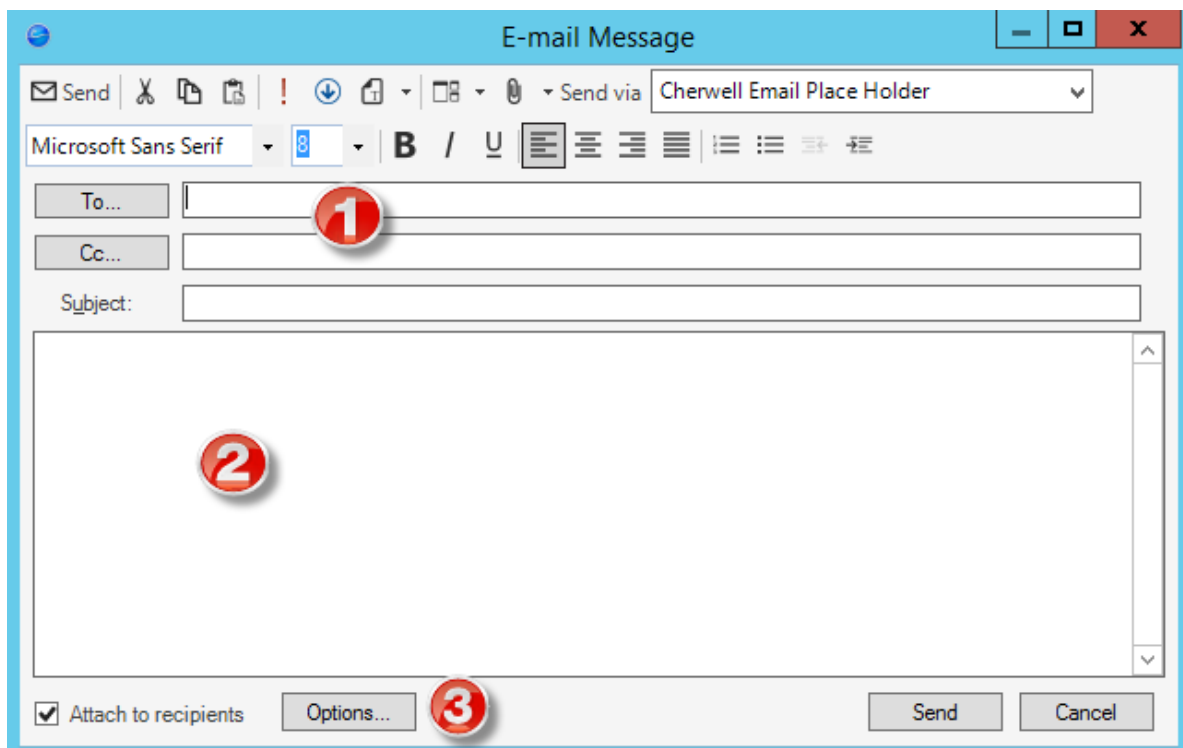 E-mail Message
Send Send via Cherwell Email Place Holder
Microsoft Sans Serif 8 B I U
To...
1
Cc...
Subject:
2
Attach to recipients Options... 3 Send Cancel